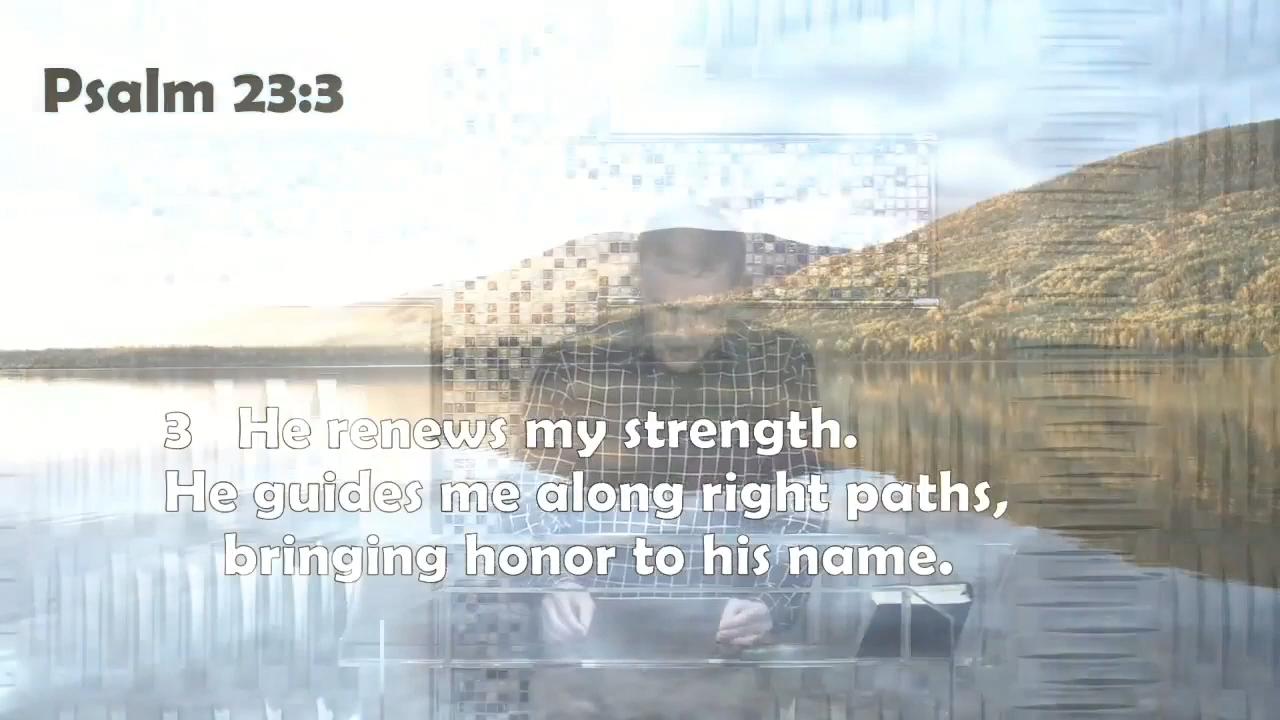 Psalm 23:3
3 He renews my strength.
He guides me along right paths,
bringing honor to his name.